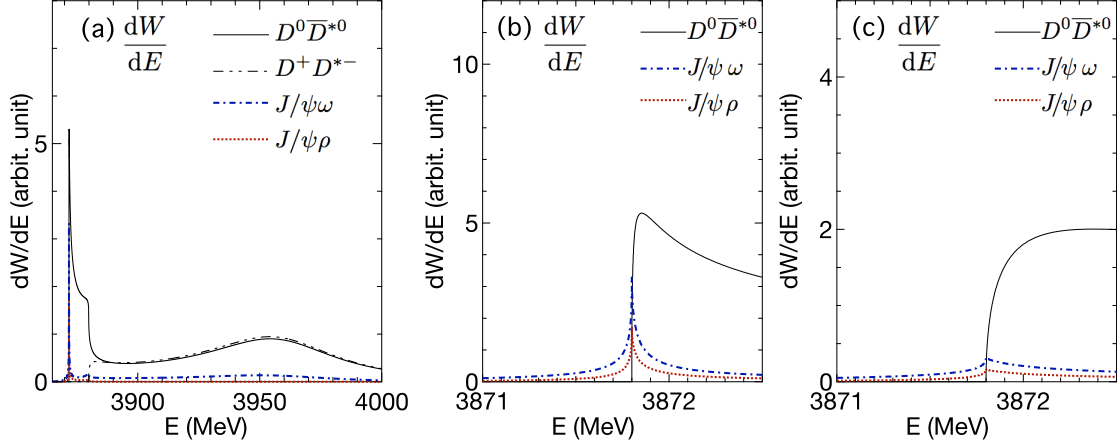 (a) dW/dE
D⁰D̅*⁰
D⁺D*⁻
J/ψω
J/ψρ
dW/dE (arbit. unit)
5
0
3900 3950 4000
E (MeV)
(b) dW/dE
D⁰D̅*⁰
J/ψ ω
J/ψ ρ
dW/dE (arbit. unit)
10
5
0
3871 3872
E (MeV)
(c) dW/dE
D⁰D̅*⁰
J/ψ ω
J/ψ ρ
dW/dE (arbit. unit)
4
2
0
3871 3872
E (MeV)